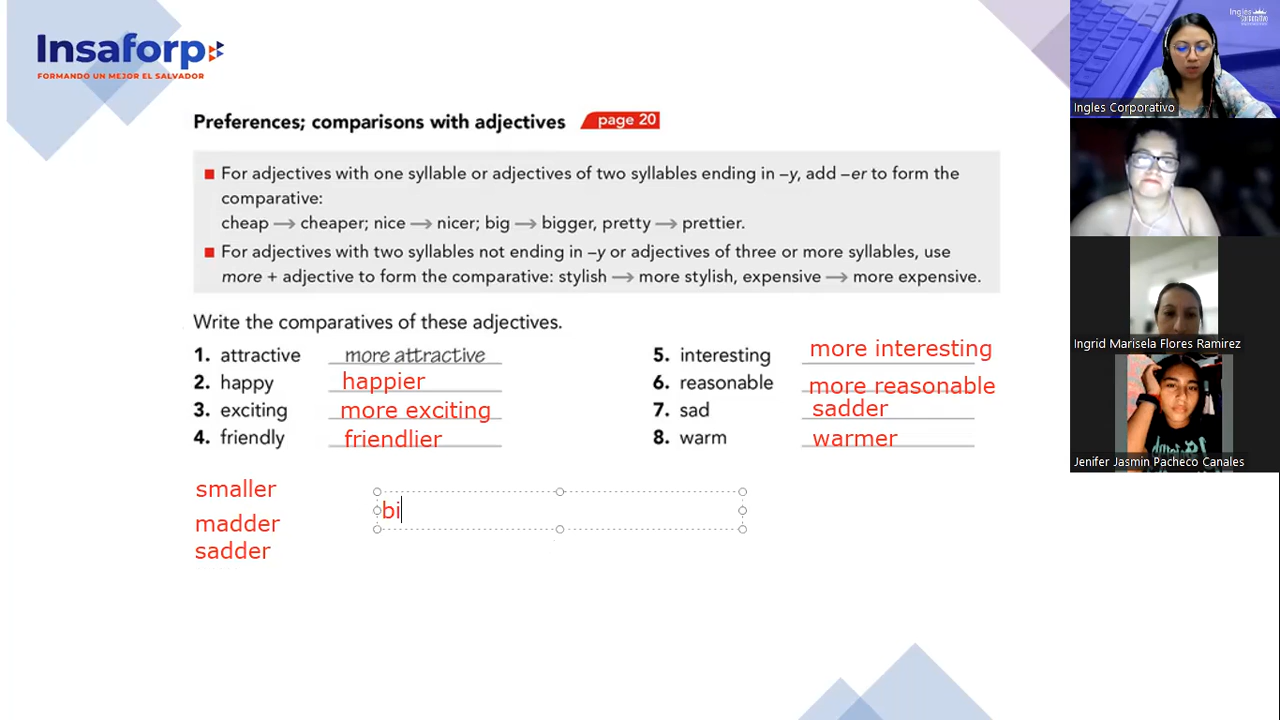 Insaforp
FORMANDO UN MEJOR EL SALVADOR
Preferences; comparisons with adjectives page 20
■ For adjectives with one syllable or adjectives of two syllables ending in –y, add –er to form the
comparative:
cheap → cheaper; nice → nicer; big → bigger, pretty → prettier.
■ For adjectives with two syllables not ending in –y or adjectives of three or more syllables, use
more + adjective to form the comparative: stylish → more stylish, expensive → more expensive.
Write the comparatives of these adjectives.
1. attractive more attractive
2. happy happier
3. exciting more exciting
4. friendly friendlier
5. interesting more interesting
6. reasonable more reasonable
7. sad sadder
8. warm warmer
smaller
madder
sadder
bi
Ingles Corporativo
Ingles Corporativo
Ingrid Marisela Flores Ramirez
Jenifer Jasmin Pacheco Canales